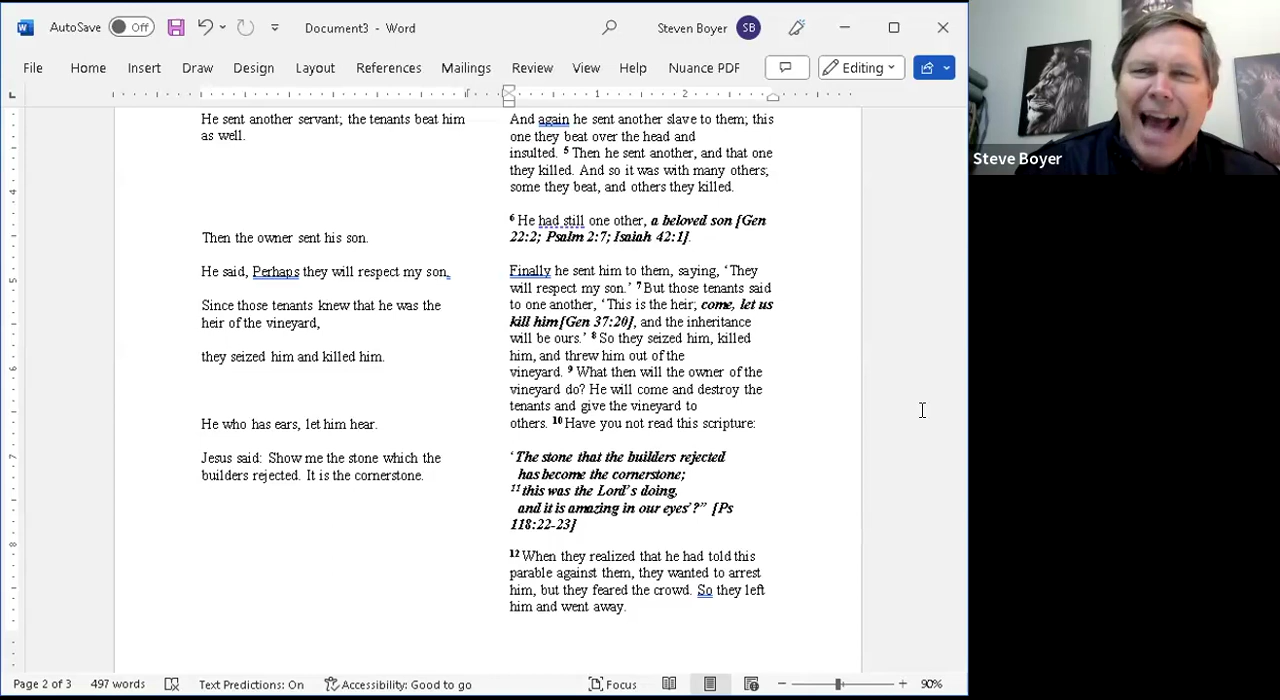 AutoSave Off Document3 - Word Steven Boyer SB
File Home Insert Draw Design Layout References Mailings Review View Help Nuance PDF Editing
1 2
He sent another servant; the tenants beat him
as well.
Then the owner sent his son.
He said, Perhaps they will respect my son.
Since those tenants knew that he was the
heir of the vineyard,
they seized him and killed him.
He who has ears, let him hear.
Jesus said: Show me the stone which the
builders rejected. It is the cornerstone.
And again he sent another slave to them; this
one they beat over the head and
insulted. 5 Then he sent another, and that one
they killed. And so it was with many others;
some they beat, and others they killed.
6 He had still one other, a beloved son [Gen
22:2; Psalm 2:7; Isaiah 42:1].
Finally he sent him to them, saying, ‘They
will respect my son.’ 7 But those tenants said
to one another, ‘This is the heir; come, let us
kill him[Gen 37:20], and the inheritance
will be ours.’ 8 So they seized him, killed
him, and threw him out of the
vineyard. 9 What then will the owner of the
vineyard do? He will come and destroy the
tenants and give the vineyard to
others. 10 Have you not read this scripture:
‘The stone that the builders rejected
has become the cornerstone;
11 this was the Lord’s doing,
and it is amazing in our eyes’?” [Ps
118:22-23]
12 When they realized that he had told this
parable against them, they wanted to arrest
him, but they feared the crowd. So they left
him and went away.
4
5
6
7
8
Page 2 of 3 497 words Text Predictions: On Accessibility: Good to go Focus 90%
Steve Boyer